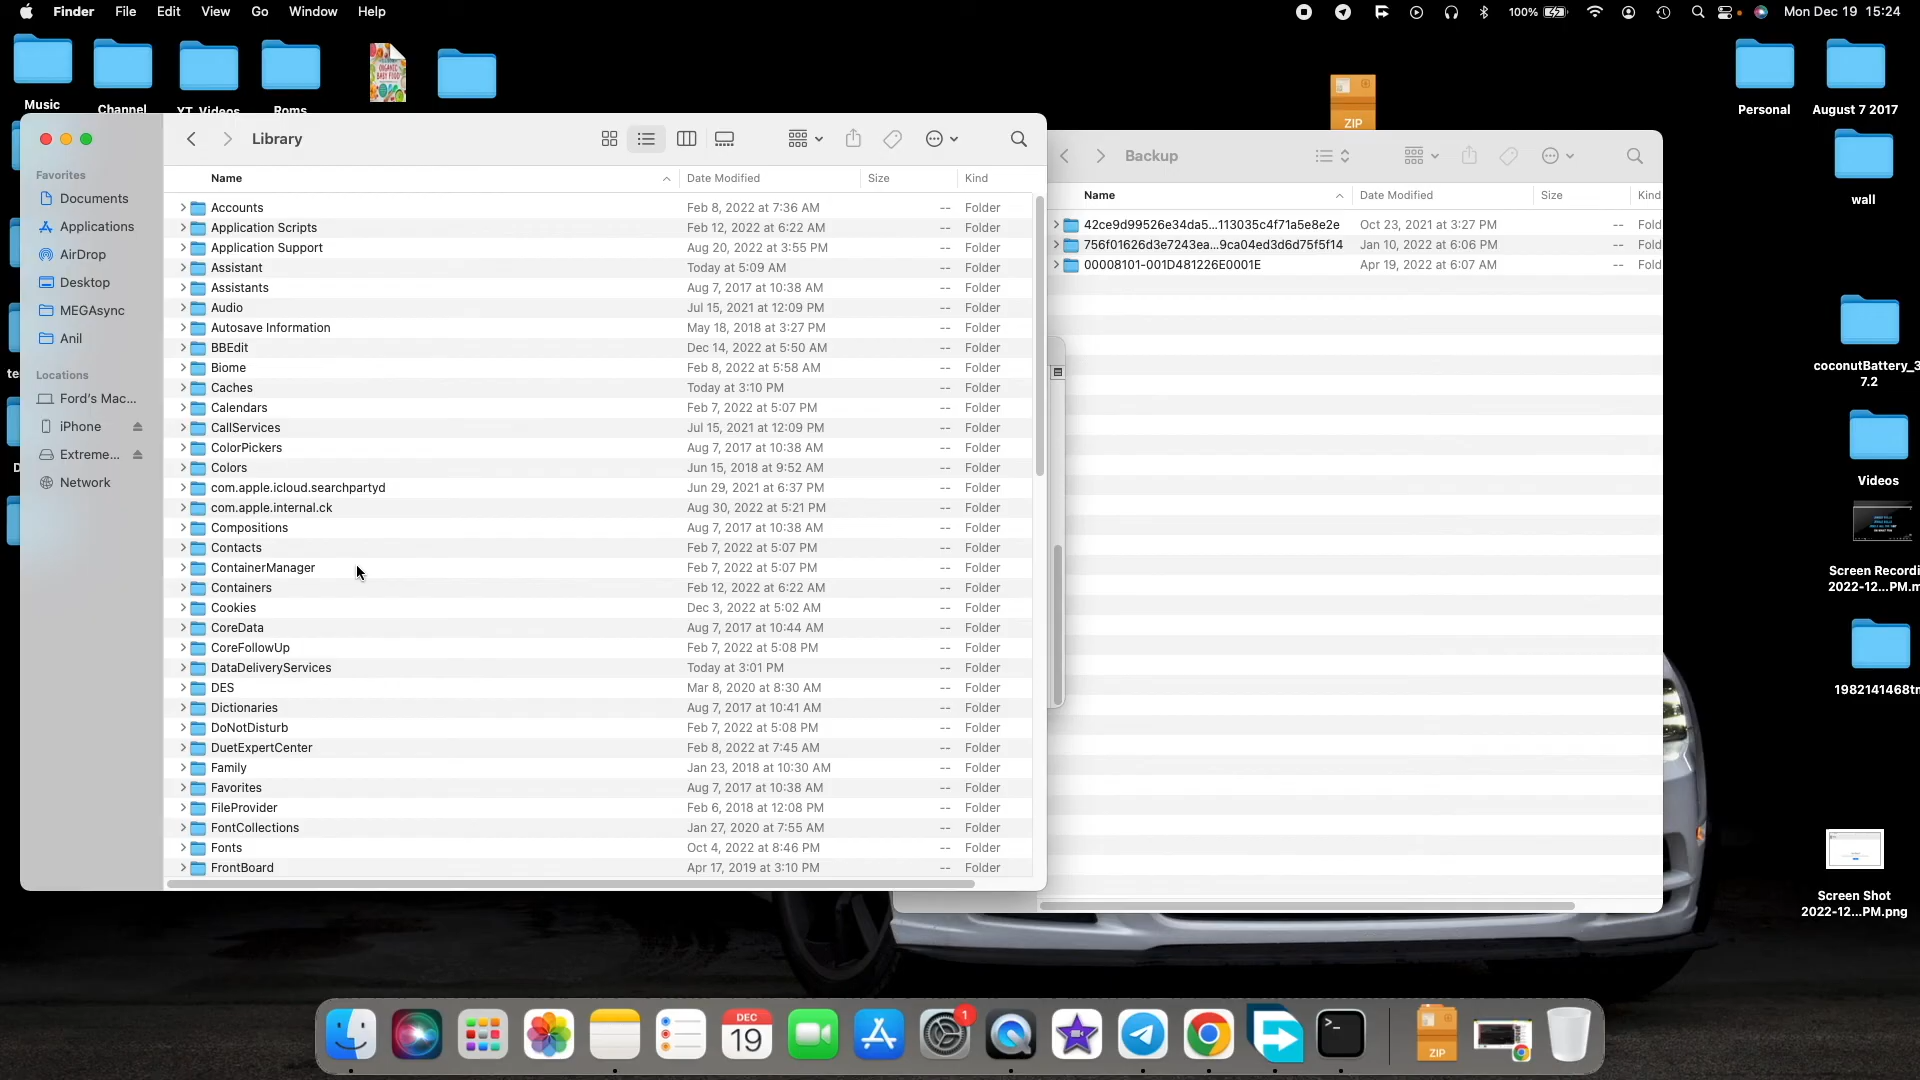 Finder File Edit View Go Window Help
100% Mon Dec 19 15:24
Music
Channel
YT_Videos
Roms
ORGANIC
BABY FOOD
ZIP
Personal
August 7 2017
wall
coconutBattery_3
7.2
Videos
Screen Recordi
2022-12...PM.m
1982141468tm
Screen Shot
2022-12...PM.png
Library
Favorites
Documents
Applications
AirDrop
Desktop
MEGAsync
Anil
Locations
Ford's Mac...
iPhone
Extreme...
Network
Name Date Modified Size Kind
Accounts Feb 8, 2022 at 7:36 AM -- Folder
Application Scripts Feb 12, 2022 at 6:22 AM -- Folder
Application Support Aug 20, 2022 at 3:55 PM -- Folder
Assistant Today at 5:09 AM -- Folder
Assistants Aug 7, 2017 at 10:38 AM -- Folder
Audio Jul 15, 2021 at 12:09 PM -- Folder
Autosave Information May 18, 2018 at 3:27 PM -- Folder
BBEdit Dec 14, 2022 at 5:50 AM -- Folder
Biome Feb 8, 2022 at 5:58 AM -- Folder
Caches Today at 3:10 PM -- Folder
Calendars Feb 7, 2022 at 5:07 PM -- Folder
CallServices Jul 15, 2021 at 12:09 PM -- Folder
ColorPickers Aug 7, 2017 at 10:38 AM -- Folder
Colors Jun 15, 2018 at 9:52 AM -- Folder
com.apple.icloud.searchpartyd Jun 29, 2021 at 6:37 PM -- Folder
com.apple.internal.ck Aug 30, 2022 at 5:21 PM -- Folder
Compositions Aug 7, 2017 at 10:38 AM -- Folder
Contacts Feb 7, 2022 at 5:07 PM -- Folder
ContainerManager Feb 7, 2022 at 5:07 PM -- Folder
Containers Feb 12, 2022 at 6:22 AM -- Folder
Cookies Dec 3, 2022 at 5:02 AM -- Folder
CoreData Aug 7, 2017 at 10:44 AM -- Folder
CoreFollowUp Feb 7, 2022 at 5:08 PM -- Folder
DataDeliveryServices Today at 3:01 PM -- Folder
DES Mar 8, 2020 at 8:30 AM -- Folder
Dictionaries Aug 7, 2017 at 10:41 AM -- Folder
DoNotDisturb Feb 7, 2022 at 5:08 PM -- Folder
DuetExpertCenter Feb 8, 2022 at 7:45 AM -- Folder
Family Jan 23, 2018 at 10:30 AM -- Folder
Favorites Aug 7, 2017 at 10:38 AM -- Folder
FileProvider Feb 6, 2018 at 12:08 PM -- Folder
FontCollections Jan 27, 2020 at 7:55 AM -- Folder
Fonts Oct 4, 2022 at 8:46 PM -- Folder
FrontBoard Apr 17, 2019 at 3:10 PM -- Folder
Backup
Name Date Modified Size Kind
42ce9d99526e34da5...113035c4f71a5e8e2e Oct 23, 2021 at 3:27 PM -- Fold
756f01626d3e7243ea...9ca04ed3d6d75f5f14 Jan 10, 2022 at 6:06 PM -- Fold
00008101-001D481226E0001E Apr 19, 2022 at 6:07 AM -- Fold
DEC
19
1
>_
ZIP